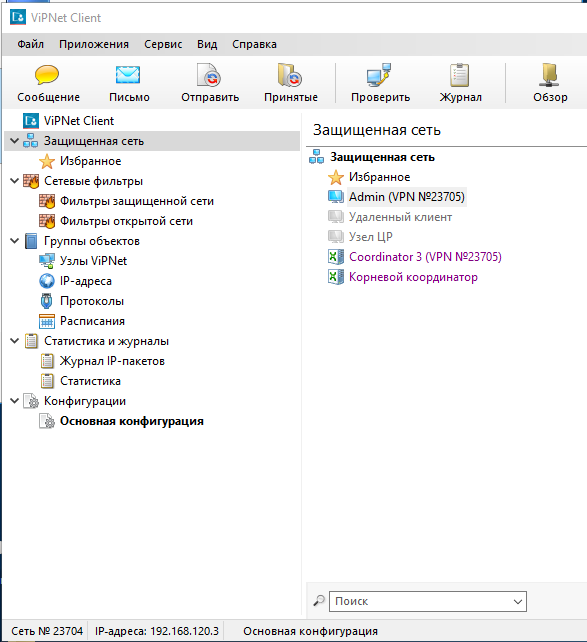 ViPNet Client
Файл Приложения Сервис Вид Справка
Сообщение Письмо Отправить Принятые Проверить Журнал Обзор
ViPNet Client
Защищенная сеть
Избранное
Сетевые фильтры
Фильтры защищенной сети
Фильтры открытой сети
Группы объектов
Узлы ViPNet
IP-адреса
Протоколы
Расписания
Статистика и журналы
Журнал IP-пакетов
Статистика
Конфигурации
Основная конфигурация
Защищенная сеть
Защищенная сеть
Избранное
Admin (VPN №23705)
Удаленный клиент
Узел ЦР
Coordinator 3 (VPN №23705)
Корневой координатор
Поиск
Сеть № 23704 IP-адреса: 192.168.120.3 Основная конфигурация